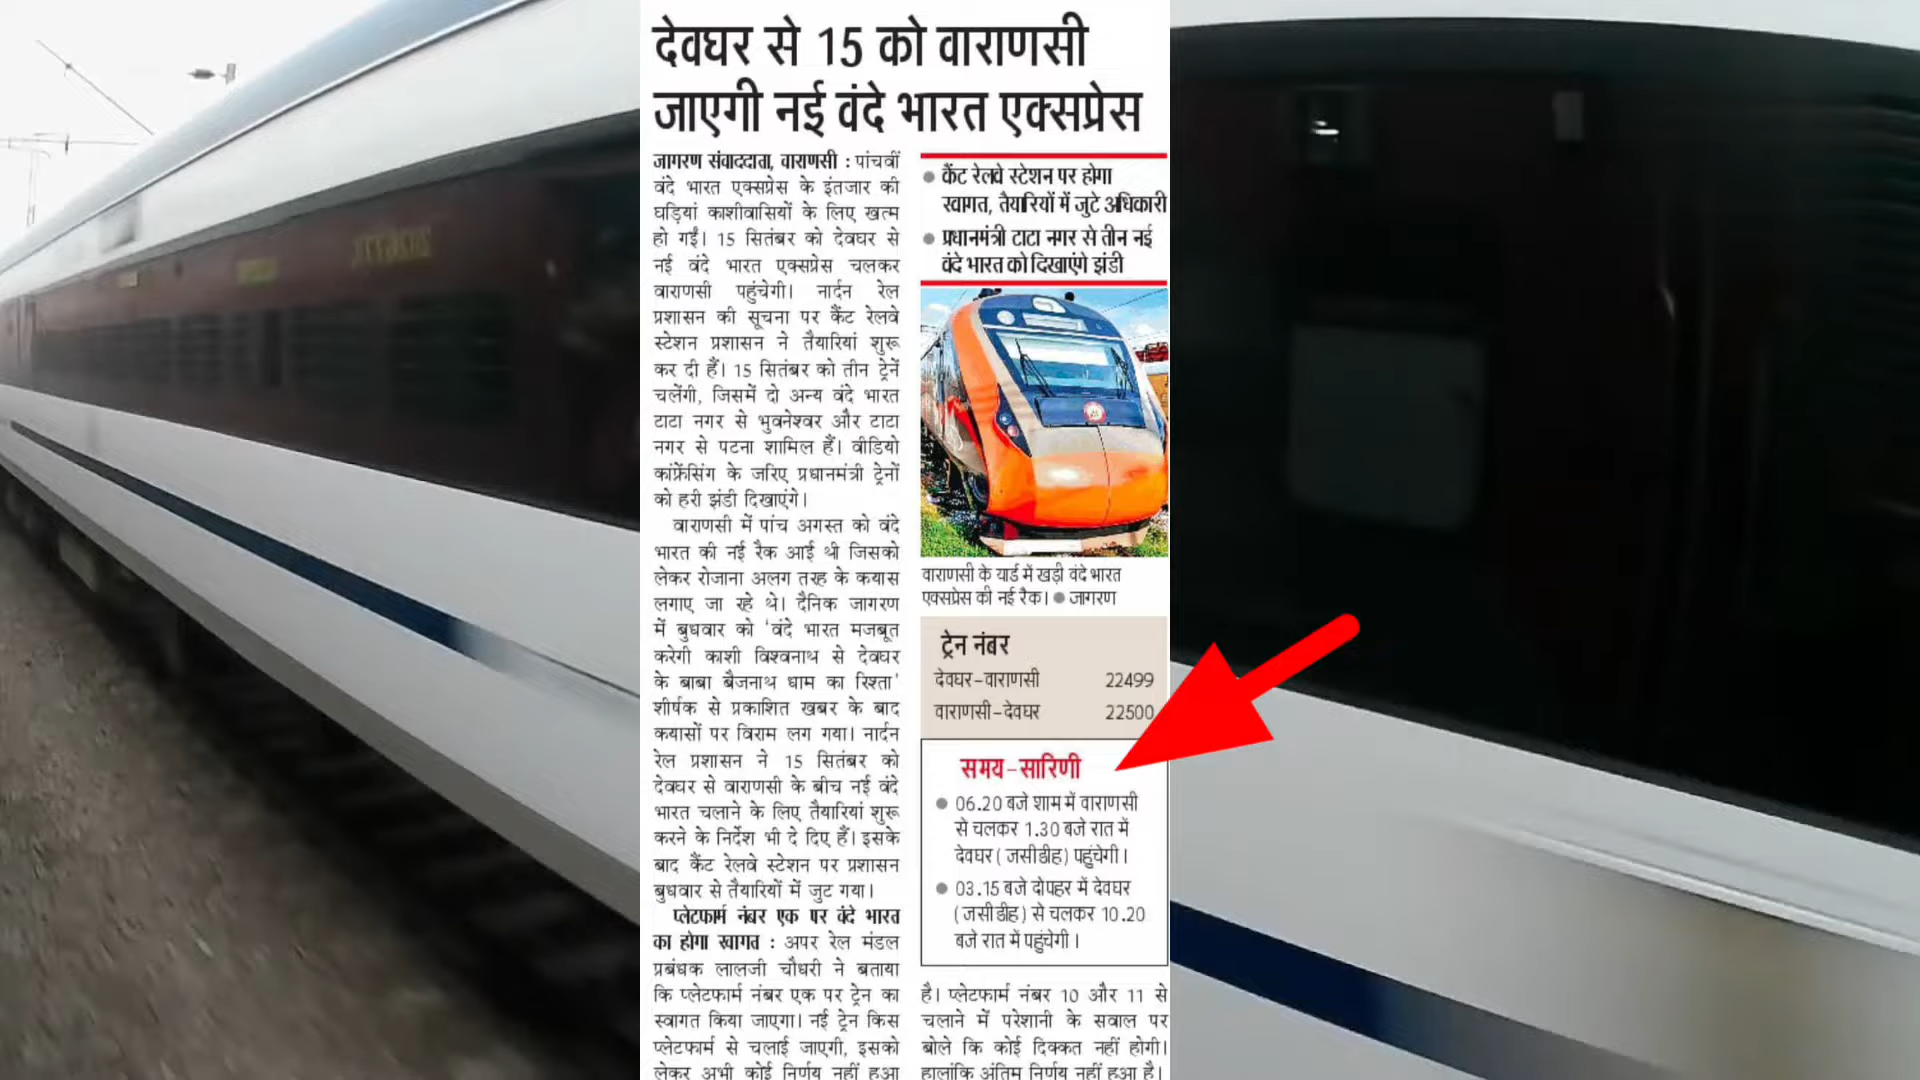 देवघर से 15 को वाराणसी
जाएगी नई वंदे भारत एक्सप्रेस
जागरण संवाददाता, वाराणसी : पांचवीं
वंदे भारत एक्सप्रेस के इंतजार की
घड़ियां काशीवासियों के लिए खत्म
हो गईं। 15 सितंबर को देवघर से
नई वंदे भारत एक्सप्रेस चलकर
वाराणसी पहुंचेगी। नार्दन रेल
प्रशासन की सूचना पर कैंट रेलवे
स्टेशन प्रशासन ने तैयारियां शुरू
कर दी हैं। 15 सितंबर को तीन ट्रेनें
चलेंगी, जिसमें दो अन्य वंदे भारत
टाटा नगर से भुवनेश्वर और टाटा
नगर से पटना शामिल हैं। वीडियो
कांफ्रेंसिंग के जरिए प्रधानमंत्री ट्रेनों
को हरी झंडी दिखाएंगे।
वाराणसी में पांच अगस्त को वंदे
भारत की नई रैक आई थी जिसको
लेकर रोजाना अलग तरह के कयास
लगाए जा रहे थे। दैनिक जागरण
में बुधवार को 'वंदे भारत मजबूत
करेगी काशी विश्वनाथ से देवघर
के बाबा बैजनाथ धाम का रिश्ता'
शीर्षक से प्रकाशित खबर के बाद
कयासों पर विराम लग गया। नार्दन
रेल प्रशासन ने 15 सितंबर को
देवघर से वाराणसी के बीच नई वंदे
भारत चलाने के लिए तैयारियां शुरू
करने के निर्देश भी दे दिए हैं। इसके
बाद कैंट रेलवे स्टेशन पर प्रशासन
बुधवार से तैयारियों में जुट गया।
प्लेटफार्म नंबर एक पर वंदे भारत
का होगा स्वागत : अपर रेल मंडल
प्रबंधक लालजी चौधरी ने बताया
कि प्लेटफार्म नंबर एक पर ट्रेन का
स्वागत किया जाएगा। नई ट्रेन किस
प्लेटफार्म से चलाई जाएगी, इसको
लेकर अभी कोई निर्णय नहीं हुआ
● कैंट रेलवे स्टेशन पर होगा
स्वागत, तैयारियों में जुटे अधिकारी
● प्रधानमंत्री टाटा नगर से तीन नई
वंदे भारत को दिखाएंगे झंडी
वाराणसी के यार्ड में खड़ी वंदे भारत
एक्सप्रेस की नई रैक। ● जागरण
ट्रेन नंबर
देवघर-वाराणसी 22499
वाराणसी-देवघर 22500
समय-सारिणी
● 06.20 बजे शाम में वाराणसी
से चलकर 1.30 बजे रात में
देवघर ( जसीडीह) पहुंचेगी।
● 03.15 बजे दोपहर में देवघर
(जसीडीह) से चलकर 10.20
बजे रात में पहुंचेगी ।
है। प्लेटफार्म नंबर 10 और 11 से
चलाने में परेशानी के सवाल पर
बोले कि कोई दिक्कत नहीं होगी।
हालांकि अंतिम निर्णय नहीं हुआ है।